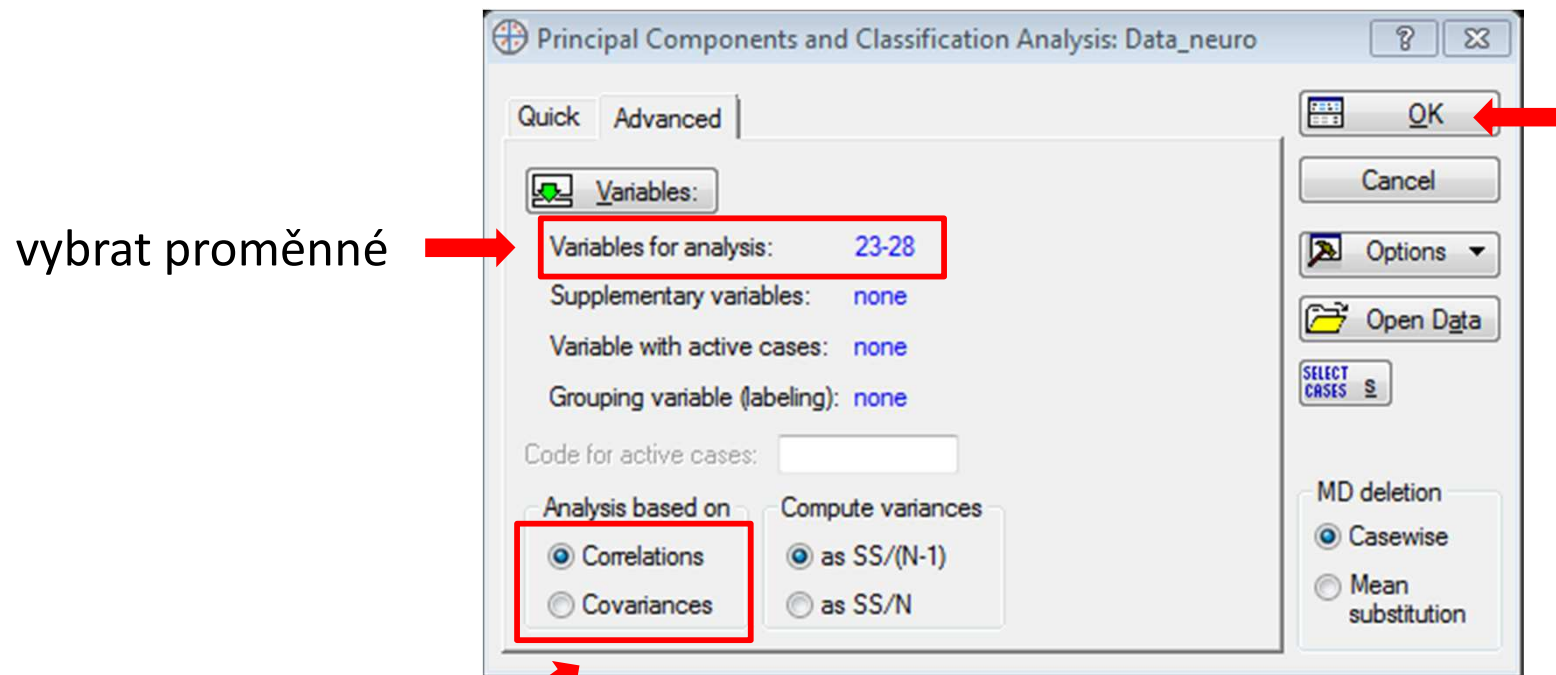 Principal Components and Classification Analysis: Data_neuro
Quick Advanced
OK
Variables:
Cancel
vybrat proměnné
Variables for analysis: 23-28
Options
Supplementary variables: none
Open Data
Variable with active cases: none
SELECT CASES S
Grouping variable (labeling): none
Code for active cases:
Analysis based on Compute variances
MD deletion
Correlations as SS/(N-1)
Casewise
Covariances as SS/N
Mean
substitution